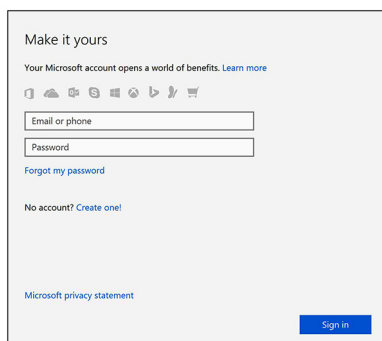 Make it yours
Your Microsoft account opens a world of benefits. Learn more
Email or phone
Password
Forgot my password
No account? Create one!
Microsoft privacy statement
Sign in